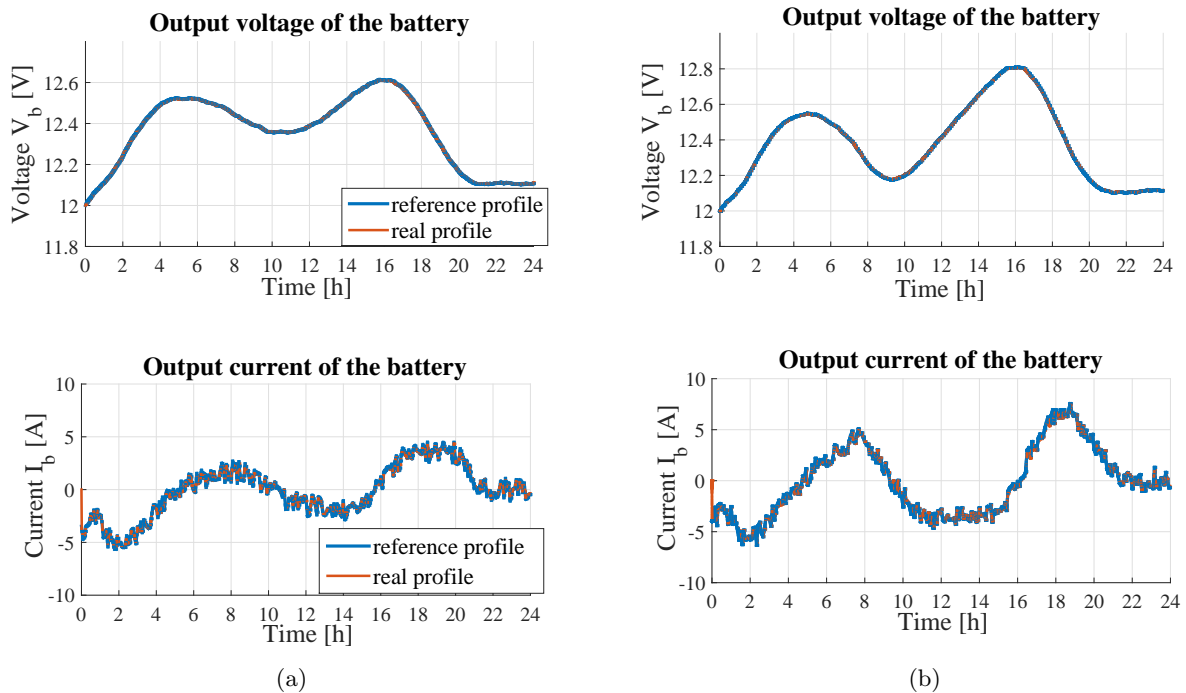 Output voltage of the battery
Voltage V_b [V]
12.6
12.4
12.2
12
11.8
0 2 4 6 8 10 12 14 16 18 20 22 24
Time [h]
reference profile
real profile
Output current of the battery
Current I_b [A]
10
5
0
-5
-10
0 2 4 6 8 10 12 14 16 18 20 22 24
Time [h]
reference profile
real profile
(a)
Output voltage of the battery
Voltage V_b [V]
12.8
12.6
12.4
12.2
12
11.8
0 2 4 6 8 10 12 14 16 18 20 22 24
Time [h]
Output current of the battery
Current I_b [A]
10
5
0
-5
-10
0 2 4 6 8 10 12 14 16 18 20 22 24
Time [h]
(b)